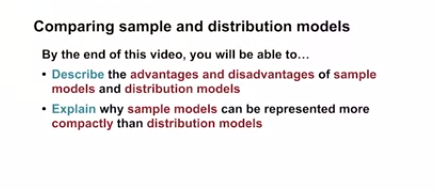 Comparing sample and distribution models
By the end of this video, you will be able to...
• Describe the advantages and disadvantages of sample
models and distribution models
• Explain why sample models can be represented more
compactly than distribution models